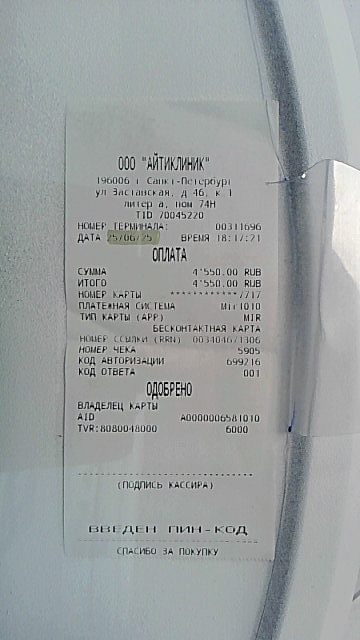 ООО "АЙТИКЛИНИК"
196006 г Санкт-Петербург
ул Заставская, д 46, к 1
литер а, пом 74Н
TID 70045220
НОМЕР ТЕРМИНАЛА: 00311696
ДАТА 25/06/25 ВРЕМЯ 18:17:21
ОПЛАТА
СУММА 4'550.00 RUB
ИТОГО 4'550.00 RUB
НОМЕР КАРТЫ ************7717
ПЛАТЕЖНАЯ СИСТЕМА Mir1010
ТИП КАРТЫ (APP) MIR
БЕСКОНТАКТНАЯ КАРТА
НОМЕР ССЫЛКИ (RRN) 003404671306
НОМЕР ЧЕКА 5905
КОД АВТОРИЗАЦИИ 699216
КОД ОТВЕТА 001
ОДОБРЕНО
ВЛАДЕЛЕЦ КАРТЫ
AID A0000006581010
TVR:8080048000 6000
(ПОДПИСЬ КАССИРА)
ВВЕДЕН ПИН-КОД
СПАСИБО ЗА ПОКУПКУ